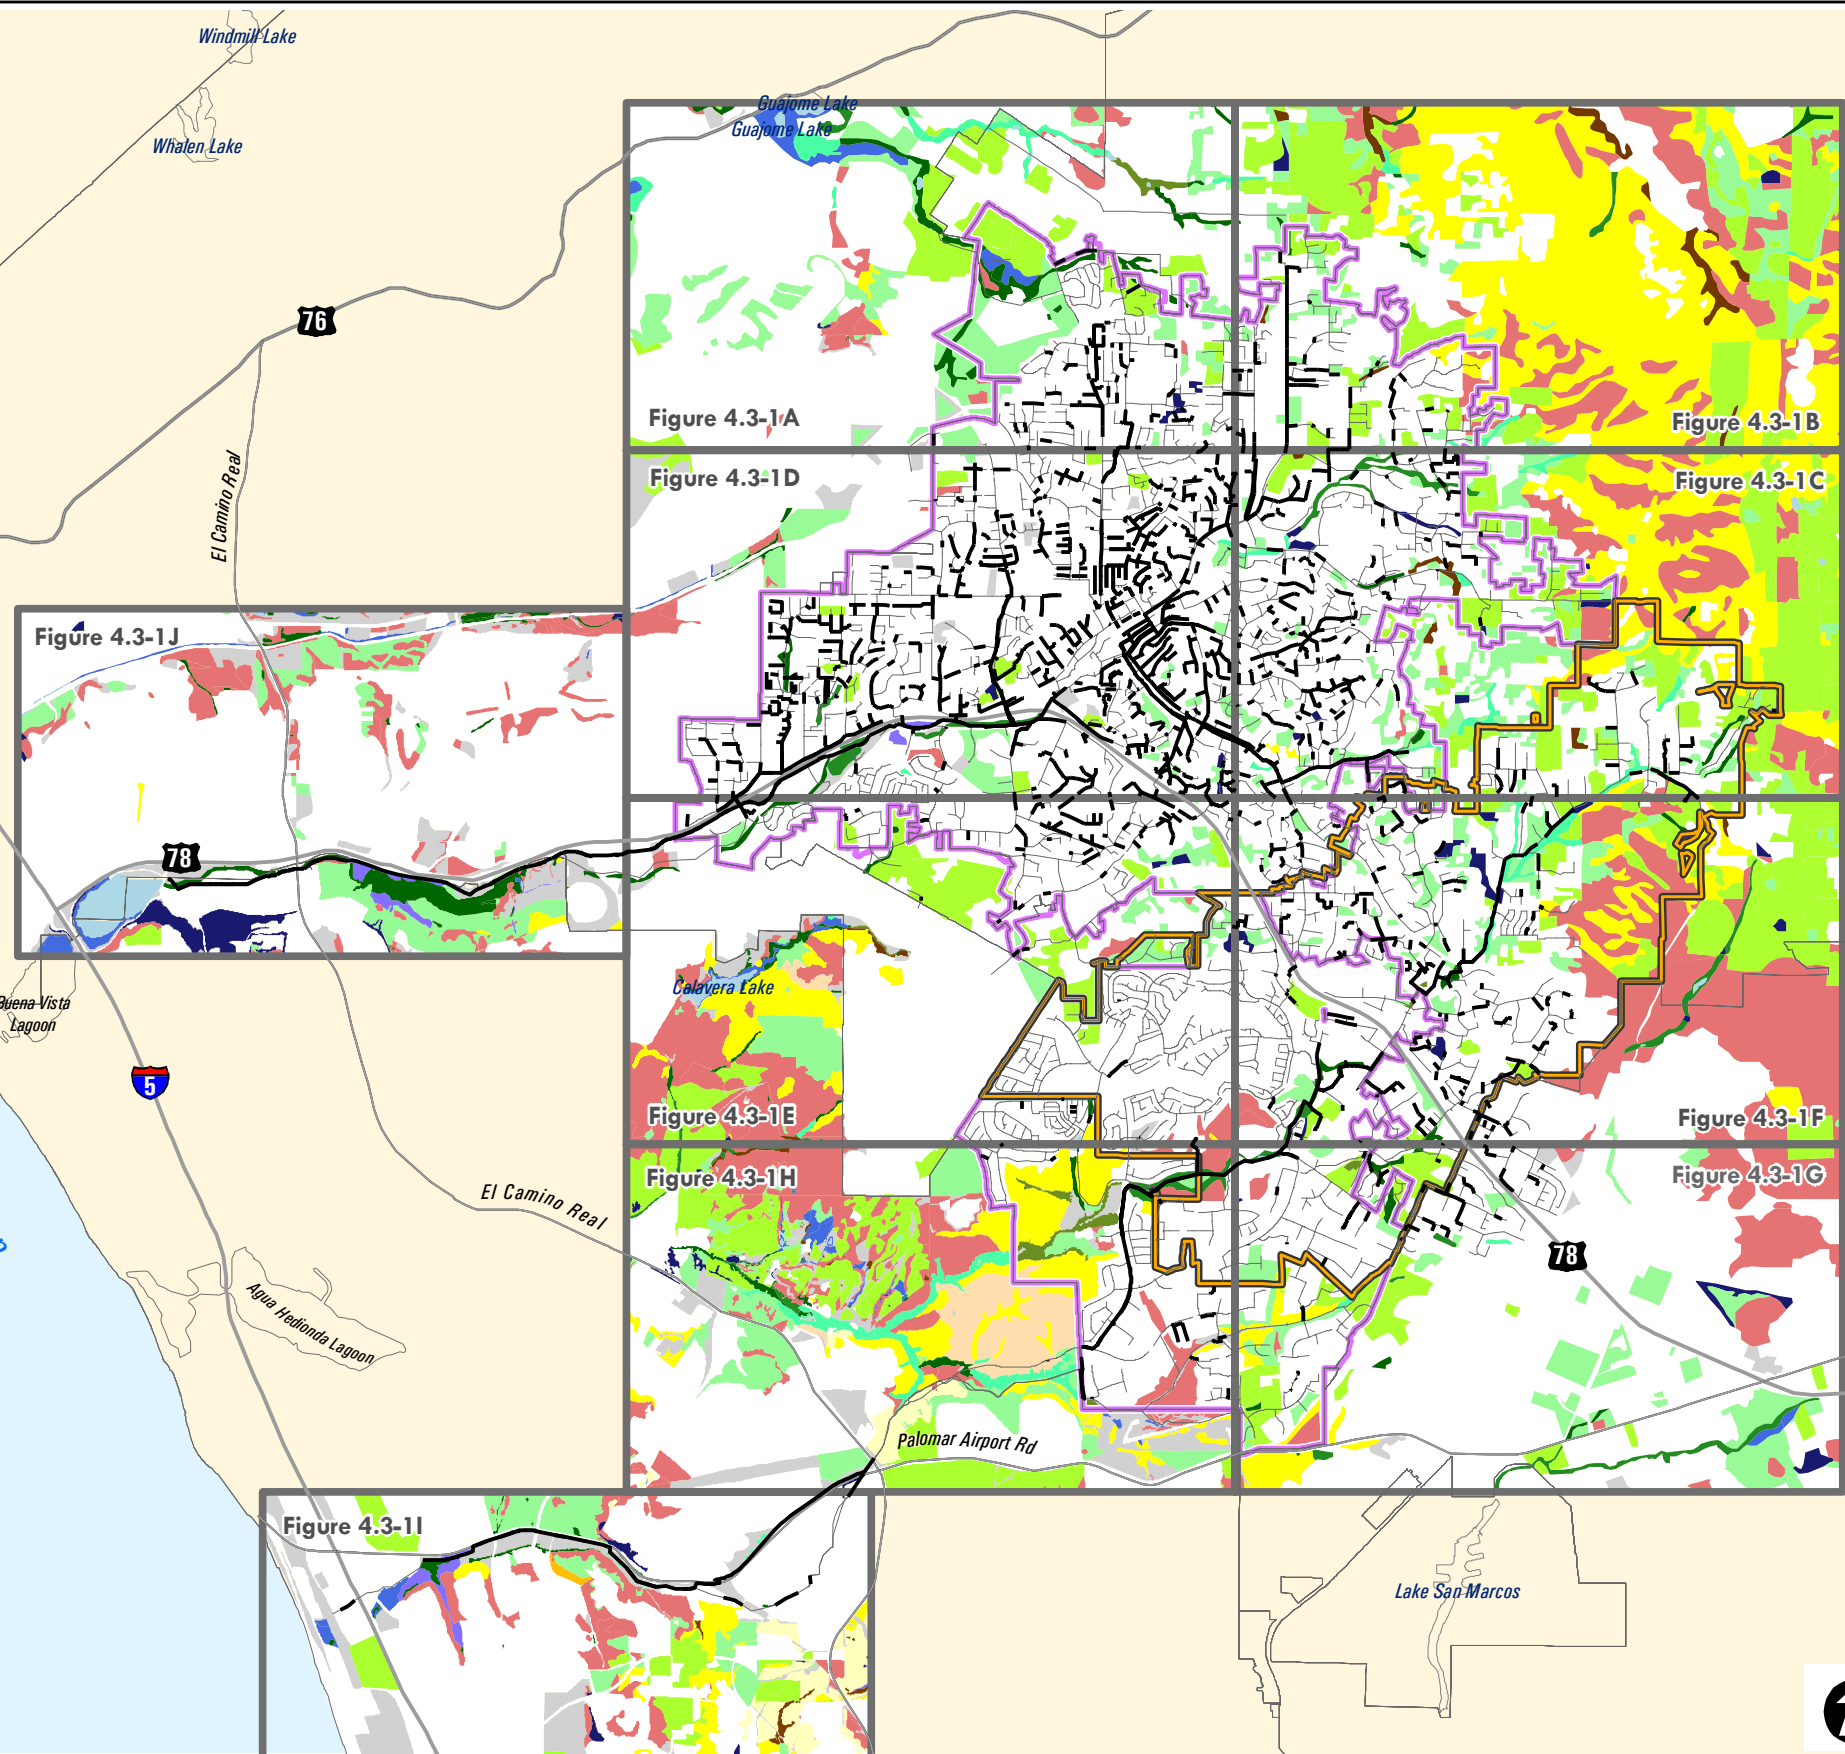 Windmill Lake
Guajome Lake
Guajome Lake
Whalen Lake
76
Figure 4.3-1A
Figure 4.3-1B
El Camino Real
Figure 4.3-1D
Figure 4.3-1C
Figure 4.3-1J
78
Calavera Lake
Buena Vista
Lagoon
5
Figure 4.3-1E
Figure 4.3-1F
Figure 4.3-1H
Figure 4.3-1G
El Camino Real
78
Agua Hedionda Lagoon
Palomar Airport Rd
Figure 4.3-1I
Lake San Marcos